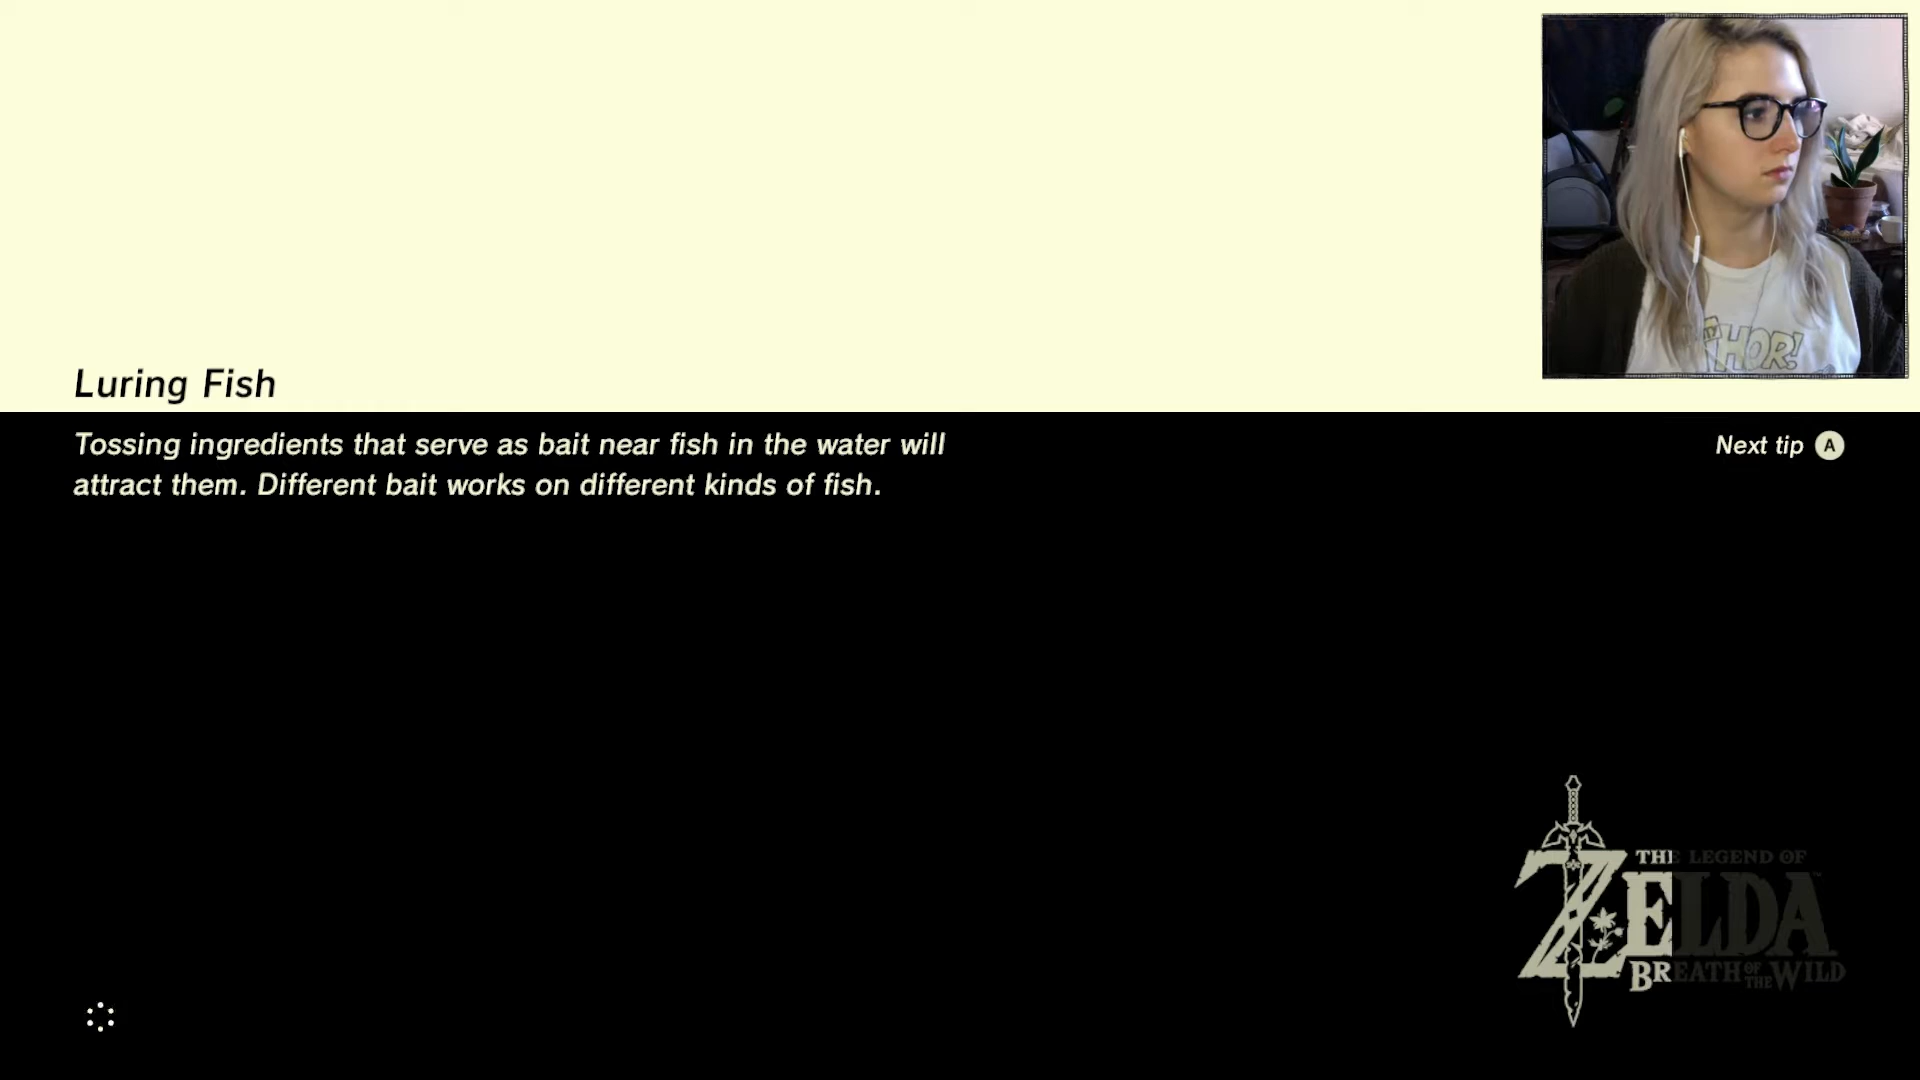 HOR!
Luring Fish
Tossing ingredients that serve as bait near fish in the water will
attract them. Different bait works on different kinds of fish.
Next tip A
THE LEGEND OF
ZELDA
BREATH OF THE WILD